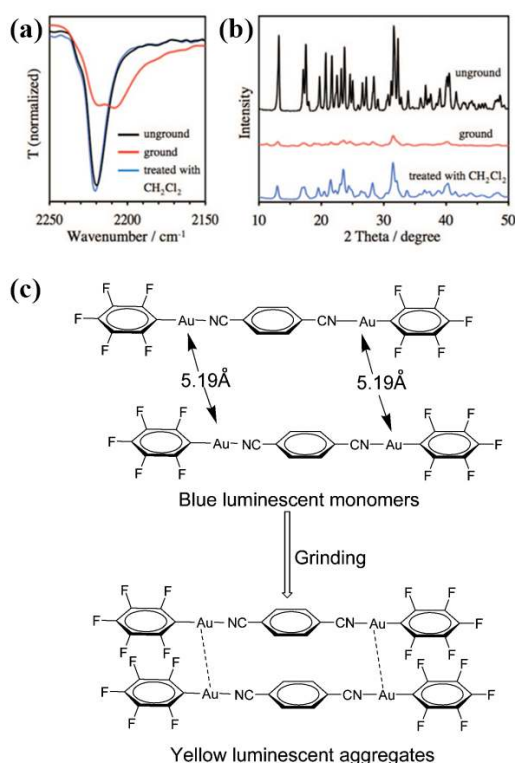 (a)
T (normalized)
unground
ground
treated with
CH2Cl2
2250 2200 2150
Wavenumber / cm-1
(b)
Intensity
unground
ground
treated with CH2Cl2
10 20 30 40 50
2 Theta / degree
(c)
F F F F
F Au NC CN Au F
F F F F
5.19Å 5.19Å
F F F F
F Au NC CN Au F
F F F F
Blue luminescent monomers
Grinding
F F F F
F Au NC CN Au F
F F F F
F F F F
F Au NC CN Au F
F F F F
Yellow luminescent aggregates